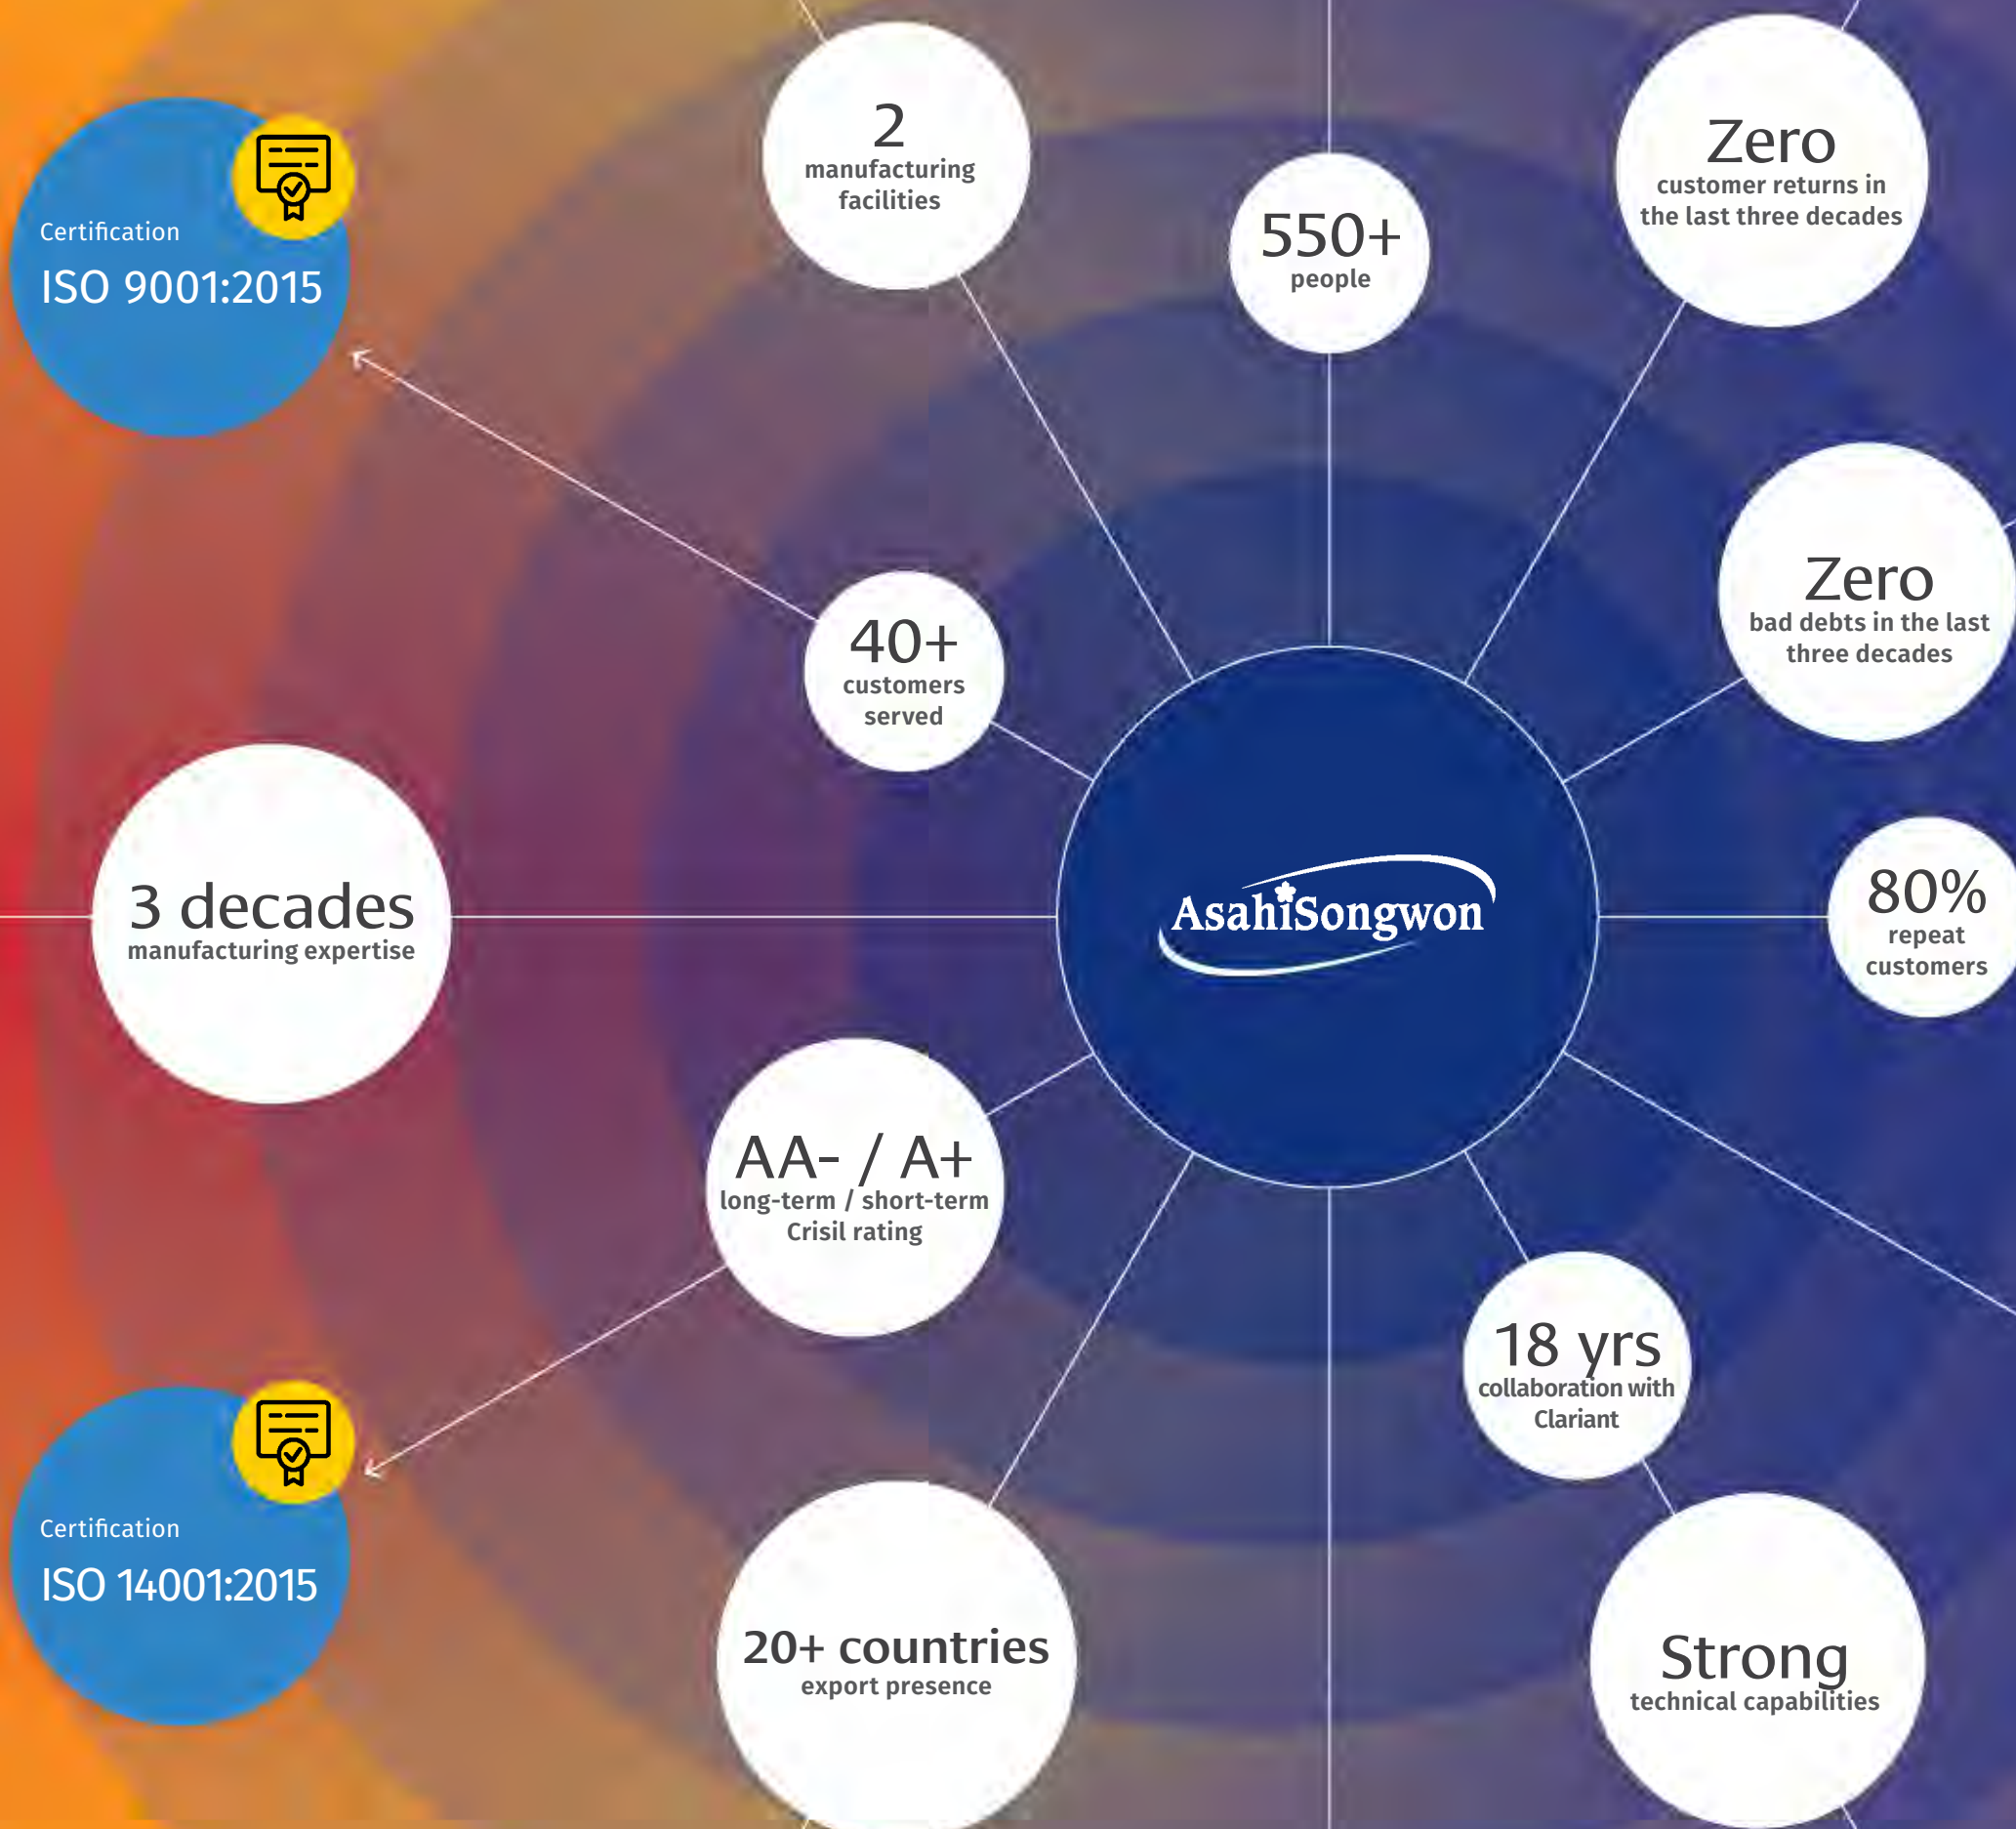 2
manufacturing
facilities
Zero
customer returns in
the last three decades
550+
people
Certification
ISO 9001:2015
40+
customers
served
Zero
bad debts in the last
three decades
3 decades
manufacturing expertise
AsahiSongwon
80%
repeat
customers
AA- / A+
long-term / short-term
Crisil rating
18 yrs
collaboration with
Clariant
Certification
ISO 14001:2015
20+ countries
export presence
Strong
technical capabilities